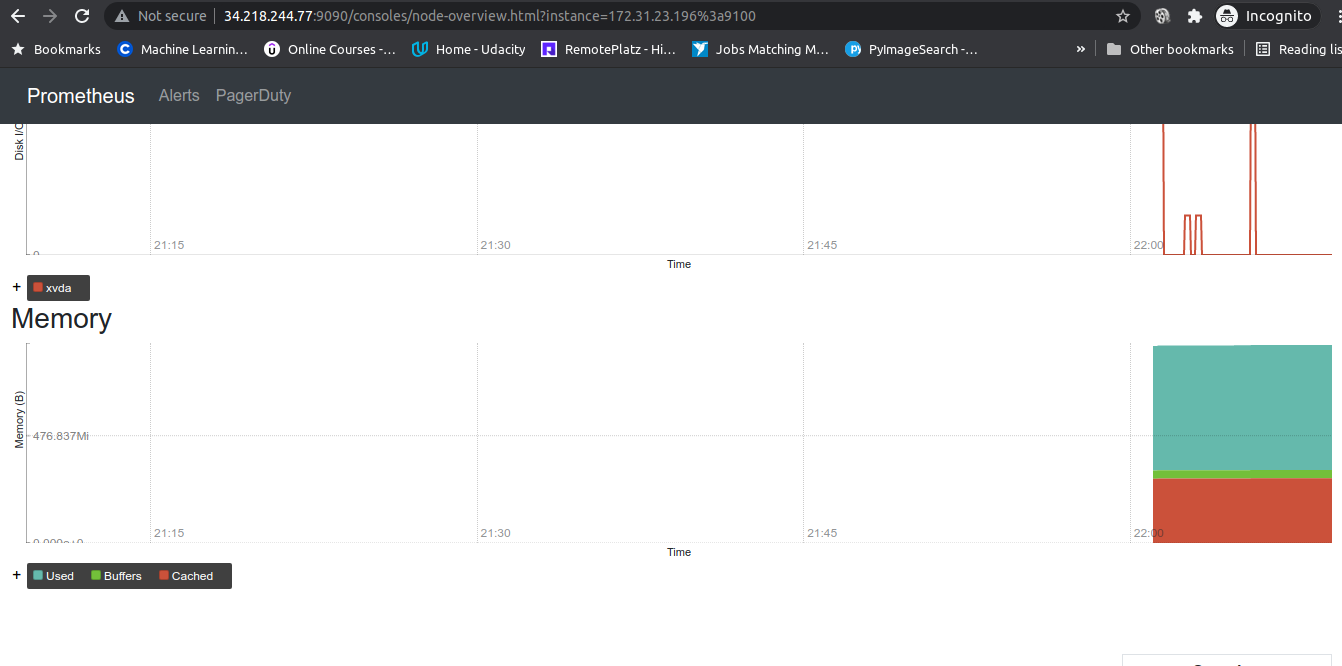 Not secure | 34.218.244.77:9090/consoles/node-overview.html?instance=172.31.23.196%3a9100 Incognito
Bookmarks Machine Learnin… Online Courses -… Home - Udacity RemotePlatz - Hi… Jobs Matching M… PyImageSearch -… » Other bookmarks Reading lis
Prometheus Alerts PagerDuty
Disk I/O
0
21:15 21:30 21:45 22:00
Time
+ xvda
Memory
Memory (B)
476.837Mi
0.000e+0
21:15 21:30 21:45 22:00
Time
+ Used Buffers Cached